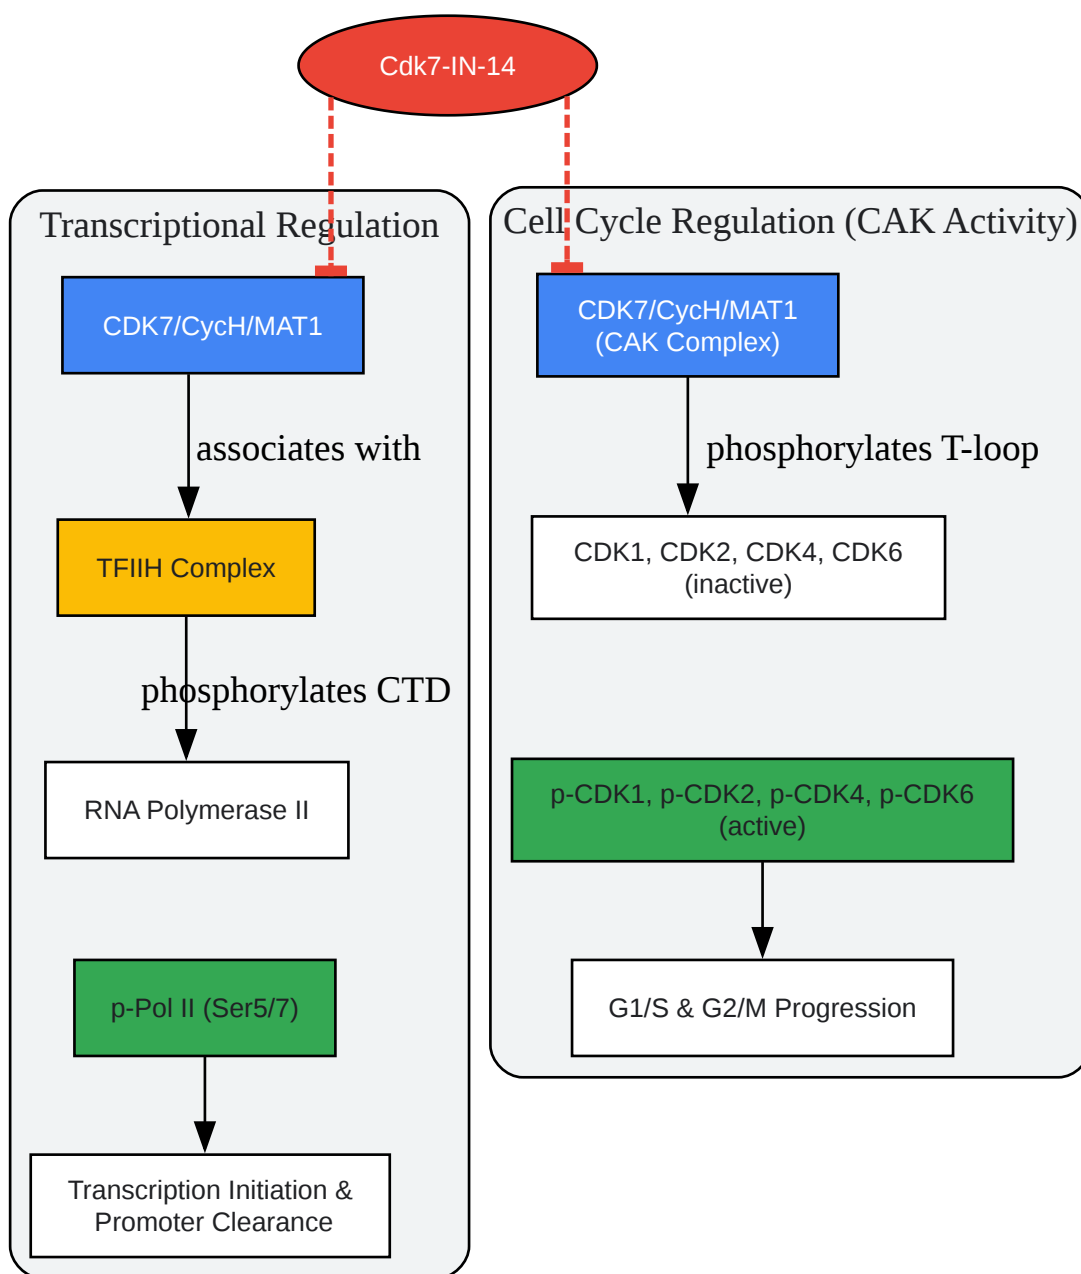 Cdk7-IN-14
Transcriptional Regulation
CDK7/CycH/MAT1
associates with
TFIIH Complex
phosphorylates CTD
RNA Polymerase II
p-Pol II (Ser5/7)
Transcription Initiation &
Promoter Clearance
Cell Cycle Regulation (CAK Activity)
CDK7/CycH/MAT1
(CAK Complex)
phosphorylates T-loop
CDK1, CDK2, CDK4, CDK6
(inactive)
p-CDK1, p-CDK2, p-CDK4, p-CDK6
(active)
G1/S & G2/M Progression